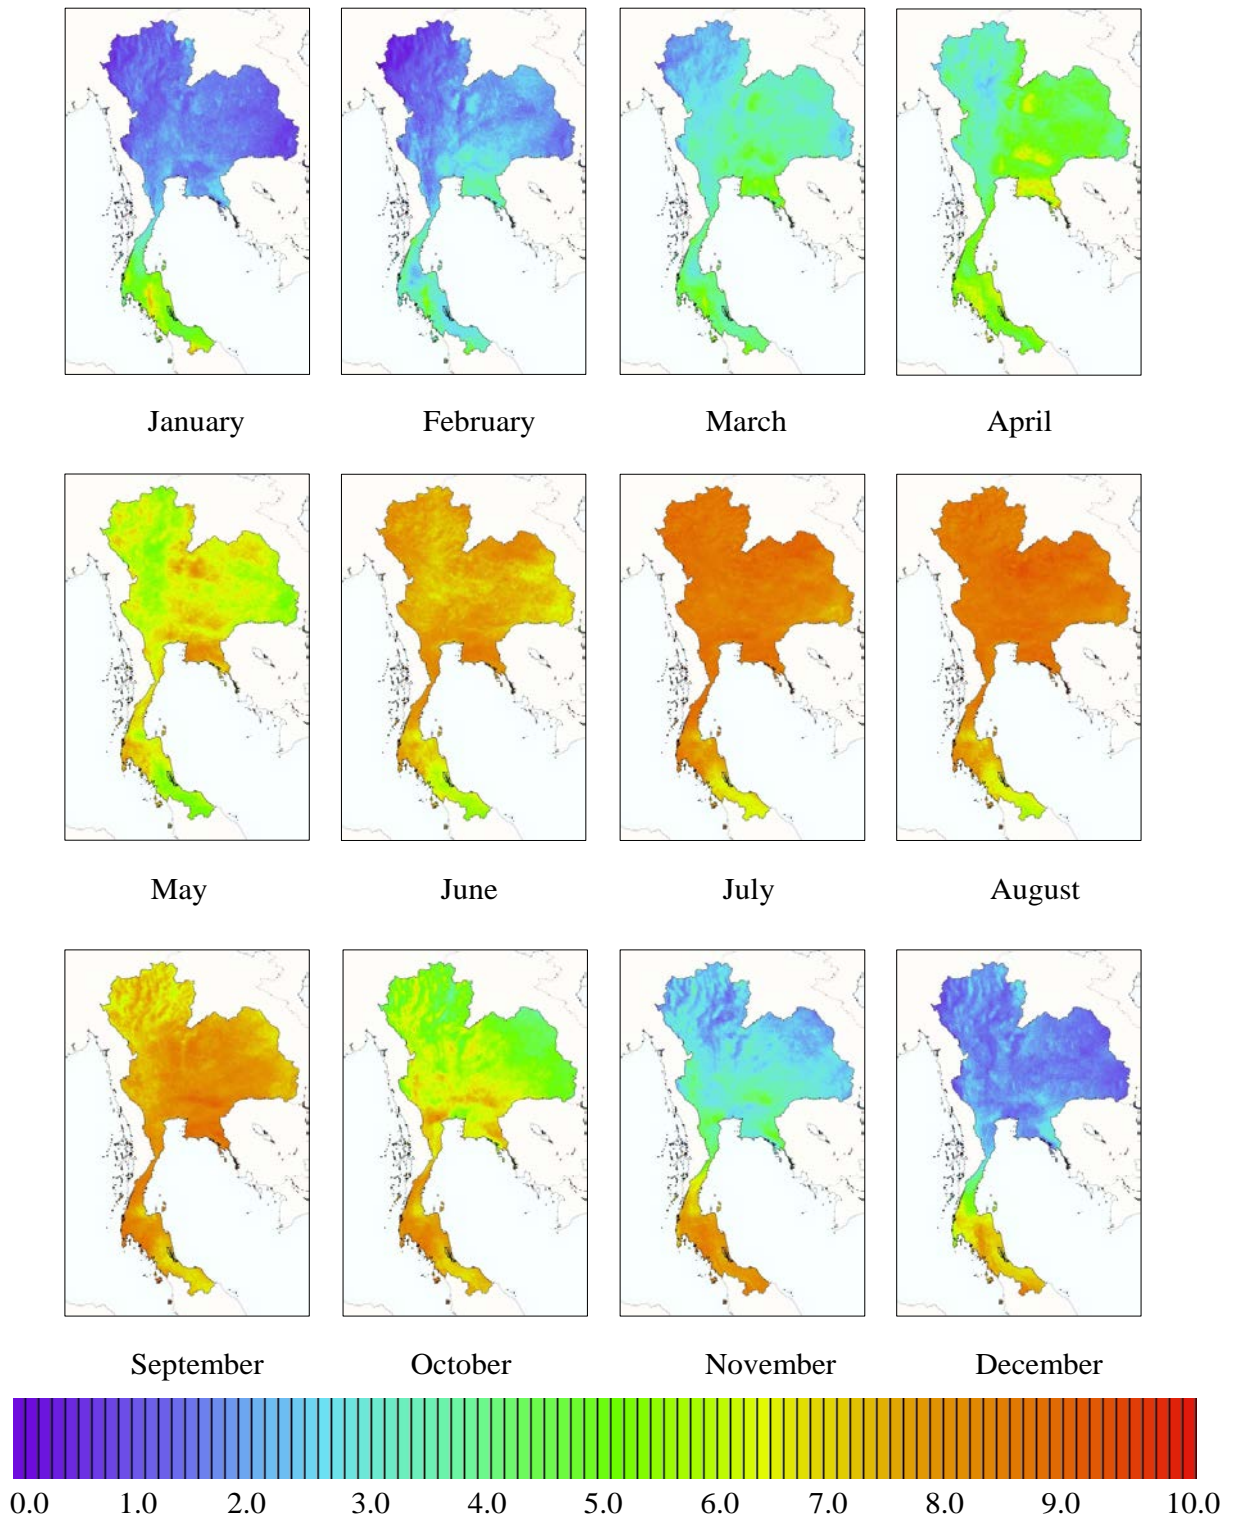 January February March April
May June July August
September October November December
0.0 1.0 2.0 3.0 4.0 5.0 6.0 7.0 8.0 9.0 10.0